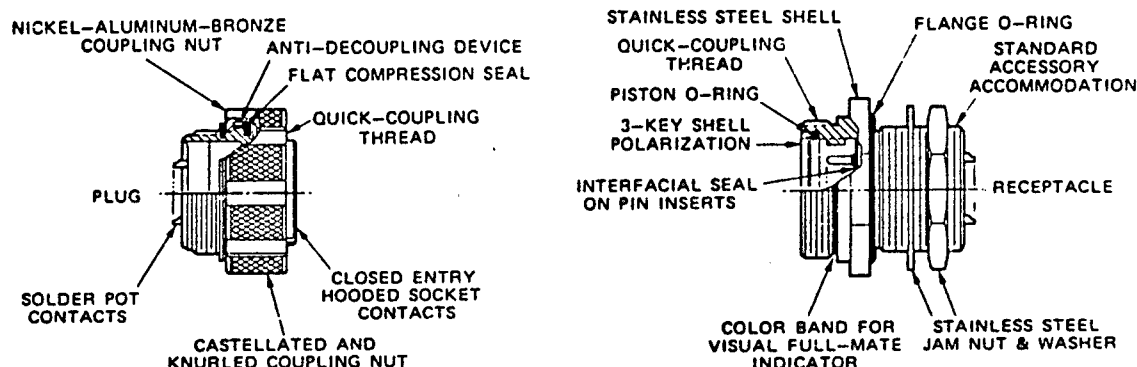 NICKEL-ALUMINUM-BRONZE
COUPLING NUT
ANTI-DECOUPLING DEVICE
FLAT COMPRESSION SEAL
QUICK-COUPLING
THREAD
PLUG
SOLDER POT
CONTACTS
CLOSED ENTRY
HOODED SOCKET
CONTACTS
CASTELLATED AND
KNURLED COUPLING NUT
STAINLESS STEEL SHELL
QUICK-COUPLING
THREAD
PISTON O-RING
3-KEY SHELL
POLARIZATION
INTERFACIAL SEAL
ON PIN INSERTS
FLANGE O-RING
STANDARD
ACCESSORY
ACCOMMODATION
RECEPTACLE
COLOR BAND FOR
VISUAL FULL-MATE
INDICATOR
STAINLESS STEEL
JAM NUT & WASHER